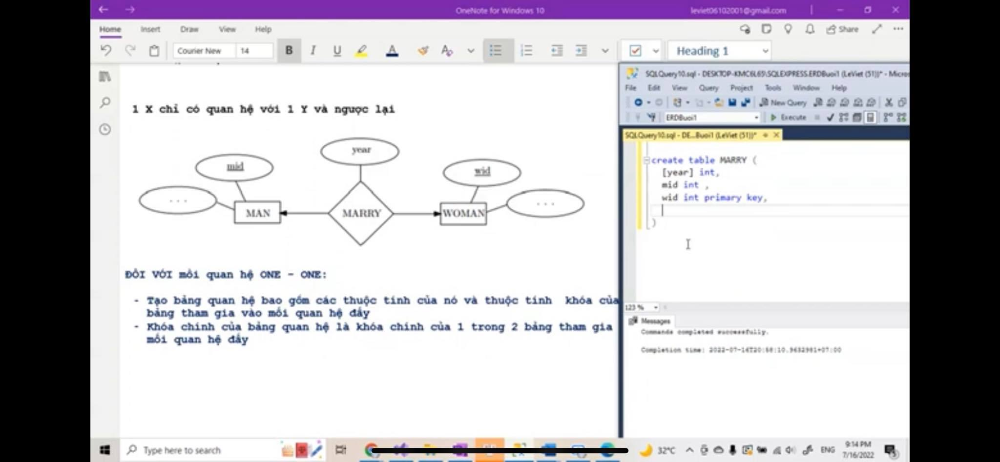 OneNote for Windows 10
leviet06102001@gmail.com
Home Insert Draw View Help
Share
Courier New 14
B I U A
Heading 1
1 X chỉ có quan hệ với 1 Y và ngược lại
year
mid
wid
. . .
. . .
MAN
MARRY
WOMAN
ĐỐI VỚI mối quan hệ ONE - ONE:
- Tạo bảng quan hệ bao gồm các thuộc tính của nó và thuộc tính khóa của
bảng tham gia vào mối quan hệ đấy
- Khóa chính của bảng quan hệ là khóa chính của 1 trong 2 bảng tham gia
mối quan hệ đấy
SQLQuery10.sql - DESKTOP-KMC6L65\SQLEXPRESS.ERDBuoi1 (LeViet (51))* - Micros
File Edit View Query Project Tools Window Help
New Query
ERDBuoi1
Execute
SQLQuery10.sql - DE...Buoi1 (LeViet (51))*
create table MARRY (
[year] int,
mid int ,
wid int primary key,
)
123 %
Messages
Commands completed successfully.
Completion time: 2022-07-16T20:58:10.9632981+07:00
Type here to search
32°C
ENG
9:14 PM
7/16/2022